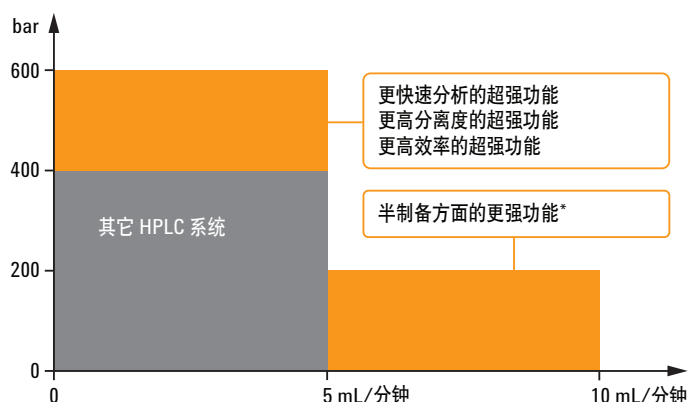 bar
600
更快速分析的超强功能
更高分离度的超强功能
更高效率的超强功能
400
其它 HPLC 系统
半制备方面的更强功能*
200
0
0
5 mL/分钟
10 mL/分钟